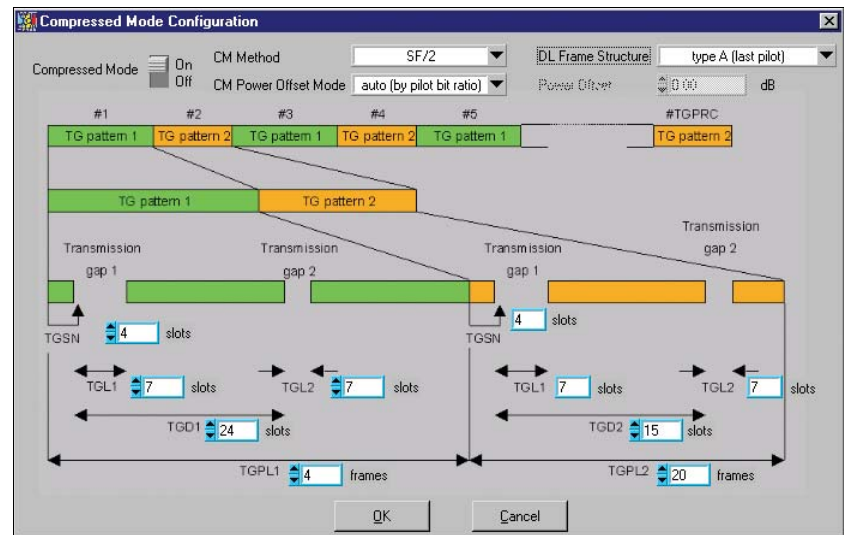 Compressed Mode Configuration
Compressed Mode On Off
CM Method SF/2
DL Frame Structure type A (last pilot)
CM Power Offset Mode auto (by pilot bit ratio)
Power Offset 0.00 dB
#1 #2 #3 #4 #5 #TGPRC
TG pattern 1 TG pattern 2 TG pattern 1 TG pattern 2 TG pattern 1 TG pattern 2
TG pattern 1 TG pattern 2
Transmission gap 1
Transmission gap 2
Transmission gap 1
Transmission gap 2
TGSN 4 slots
TGSN 4 slots
TGL1 7 slots
TGL2 7 slots
TGL1 7 slots
TGL2 7 slots
TGD1 24 slots
TGD2 15 slots
TGPL1 4 frames
TGPL2 20 frames
OK Cancel